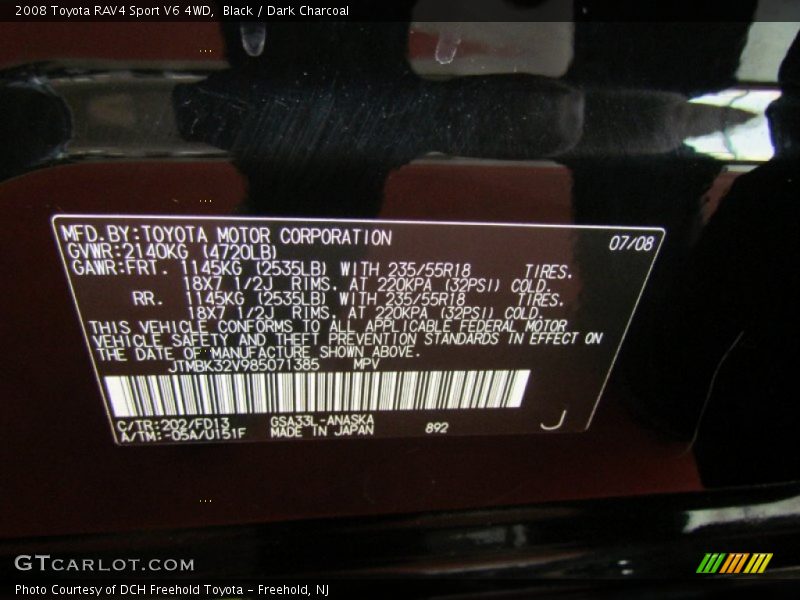 2008 Toyota RAV4 Sport V6 4WD,  Black / Dark Charcoal
MFD.BY:TOYOTA MOTOR CORPORATION 07/08
GVWR:2140KG (4720LB)
GAWR:FRT. 1145KG (2535LB) WITH 235/55R18 TIRES.
18X7 1/2J RIMS. AT 220KPA (32PSI) COLD.
RR. 1145KG (2535LB) WITH 235/55R18 TIRES.
18X7 1/2J RIMS. AT 220KPA (32PSI) COLD.
THIS VEHICLE CONFORMS TO ALL APPLICABLE FEDERAL MOTOR
VEHICLE SAFETY AND THEFT PREVENTION STANDARDS IN EFFECT ON
THE DATE OF MANUFACTURE SHOWN ABOVE.
JTMBK32V985071385 MPV
C/TR:202/FD13 GSA33L-ANASKA
A/TM:-05A/U151F MADE IN JAPAN 892 J
GTCARLOT.COM
Photo Courtesy of DCH Freehold Toyota - Freehold, NJ